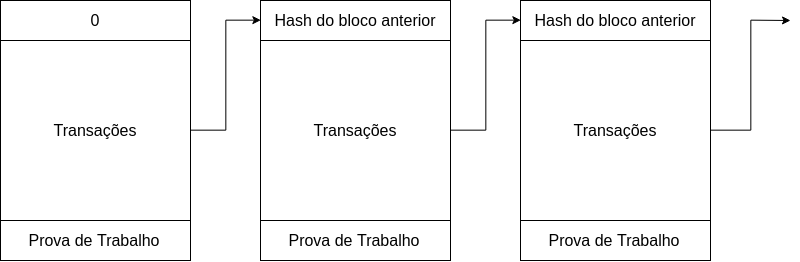 0
Transações
Prova de Trabalho
Hash do bloco anterior
Transações
Prova de Trabalho
Hash do bloco anterior
Transações
Prova de Trabalho